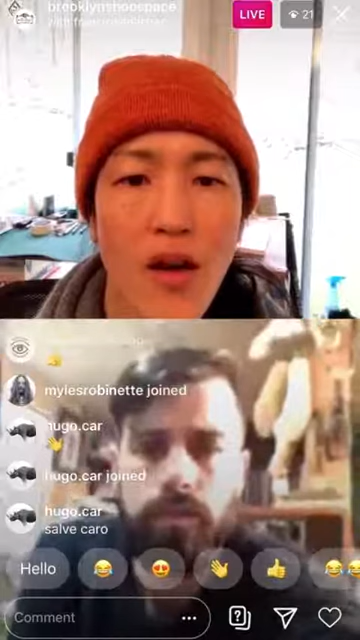 brooklynshoespace
LIVE
21
mylesrobinette joined
hugo.car
hugo.car joined
hugo.car
salve caro
Hello
Comment